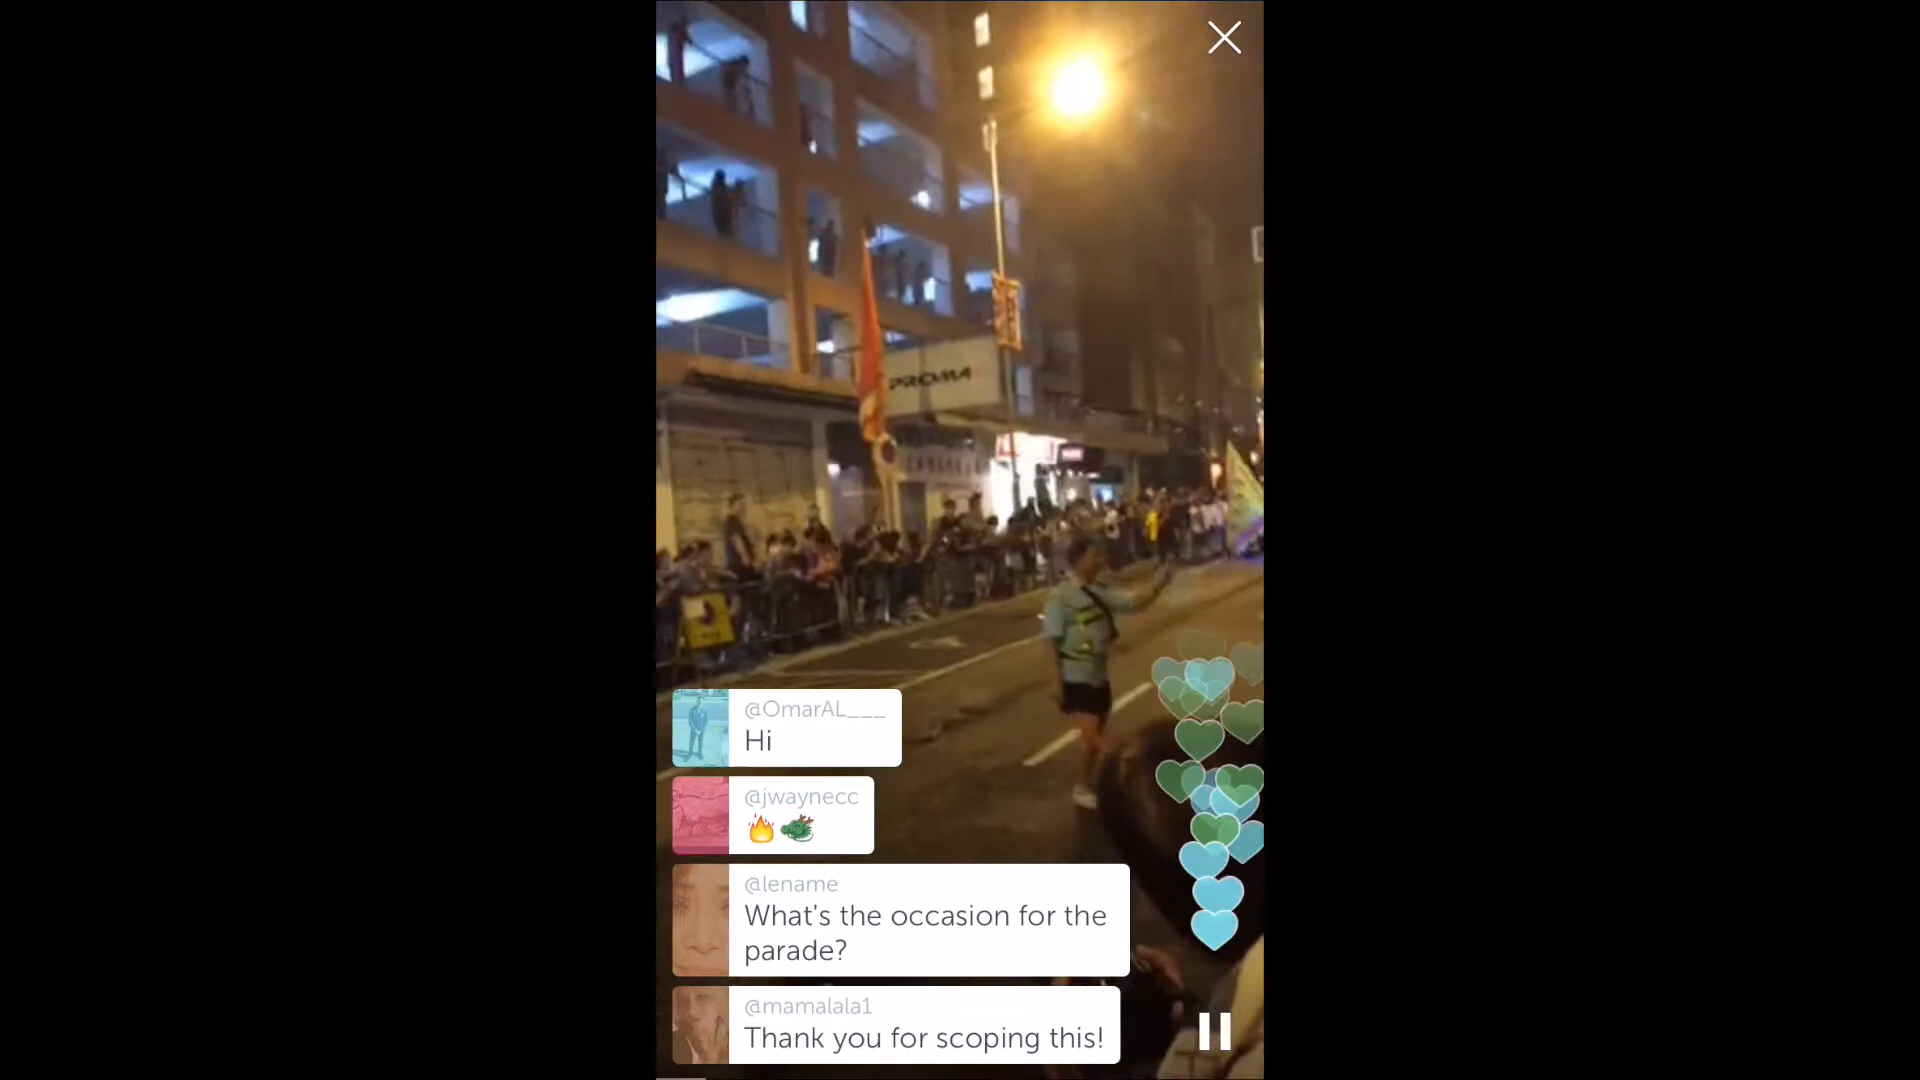 PROMA
@OmarAL___
Hi
@jwaynecc
🔥🐲
@lename
What's the occasion for the
parade?
@mamalala1
Thank you for scoping this!